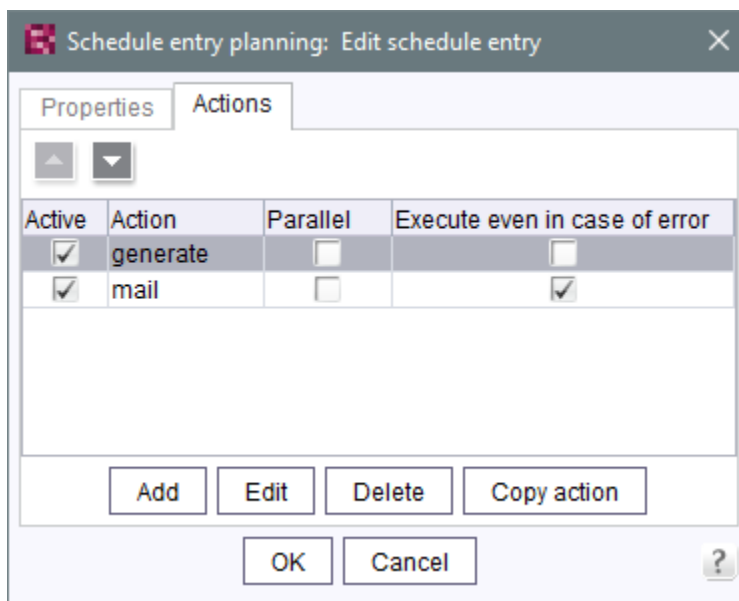 Schedule entry planning: Edit schedule entry
Properties Actions
Active Action Parallel Execute even in case of error
generate
mail
Add Edit Delete Copy action
OK Cancel ?